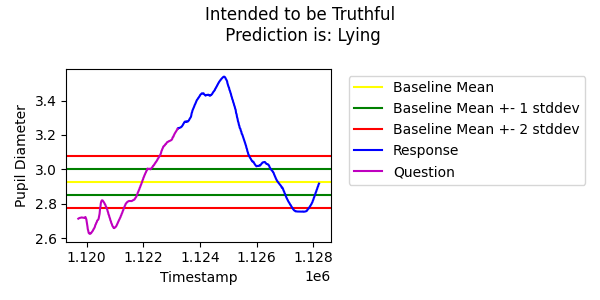 Intended to be Truthful
Prediction is: Lying
Pupil Diameter
3.4
3.2
3.0
2.8
2.6
1.120 1.122 1.124 1.126 1.128
1e6
Timestamp
Baseline Mean
Baseline Mean +- 1 stddev
Baseline Mean +- 2 stddev
Response
Question